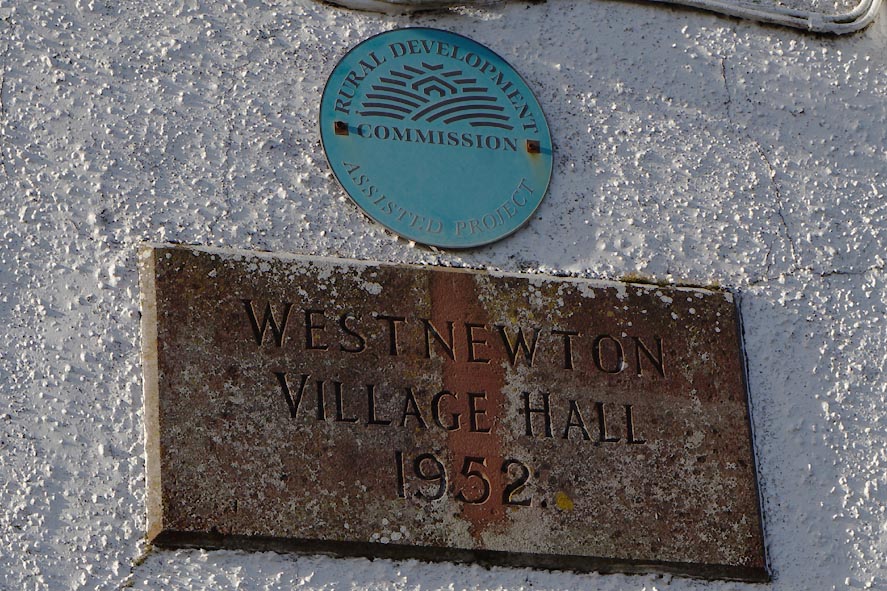 RURAL DEVELOPMENT
COMMISSION
ASSISTED PROJECT
WESTNEWTON
VILLAGE HALL
1952